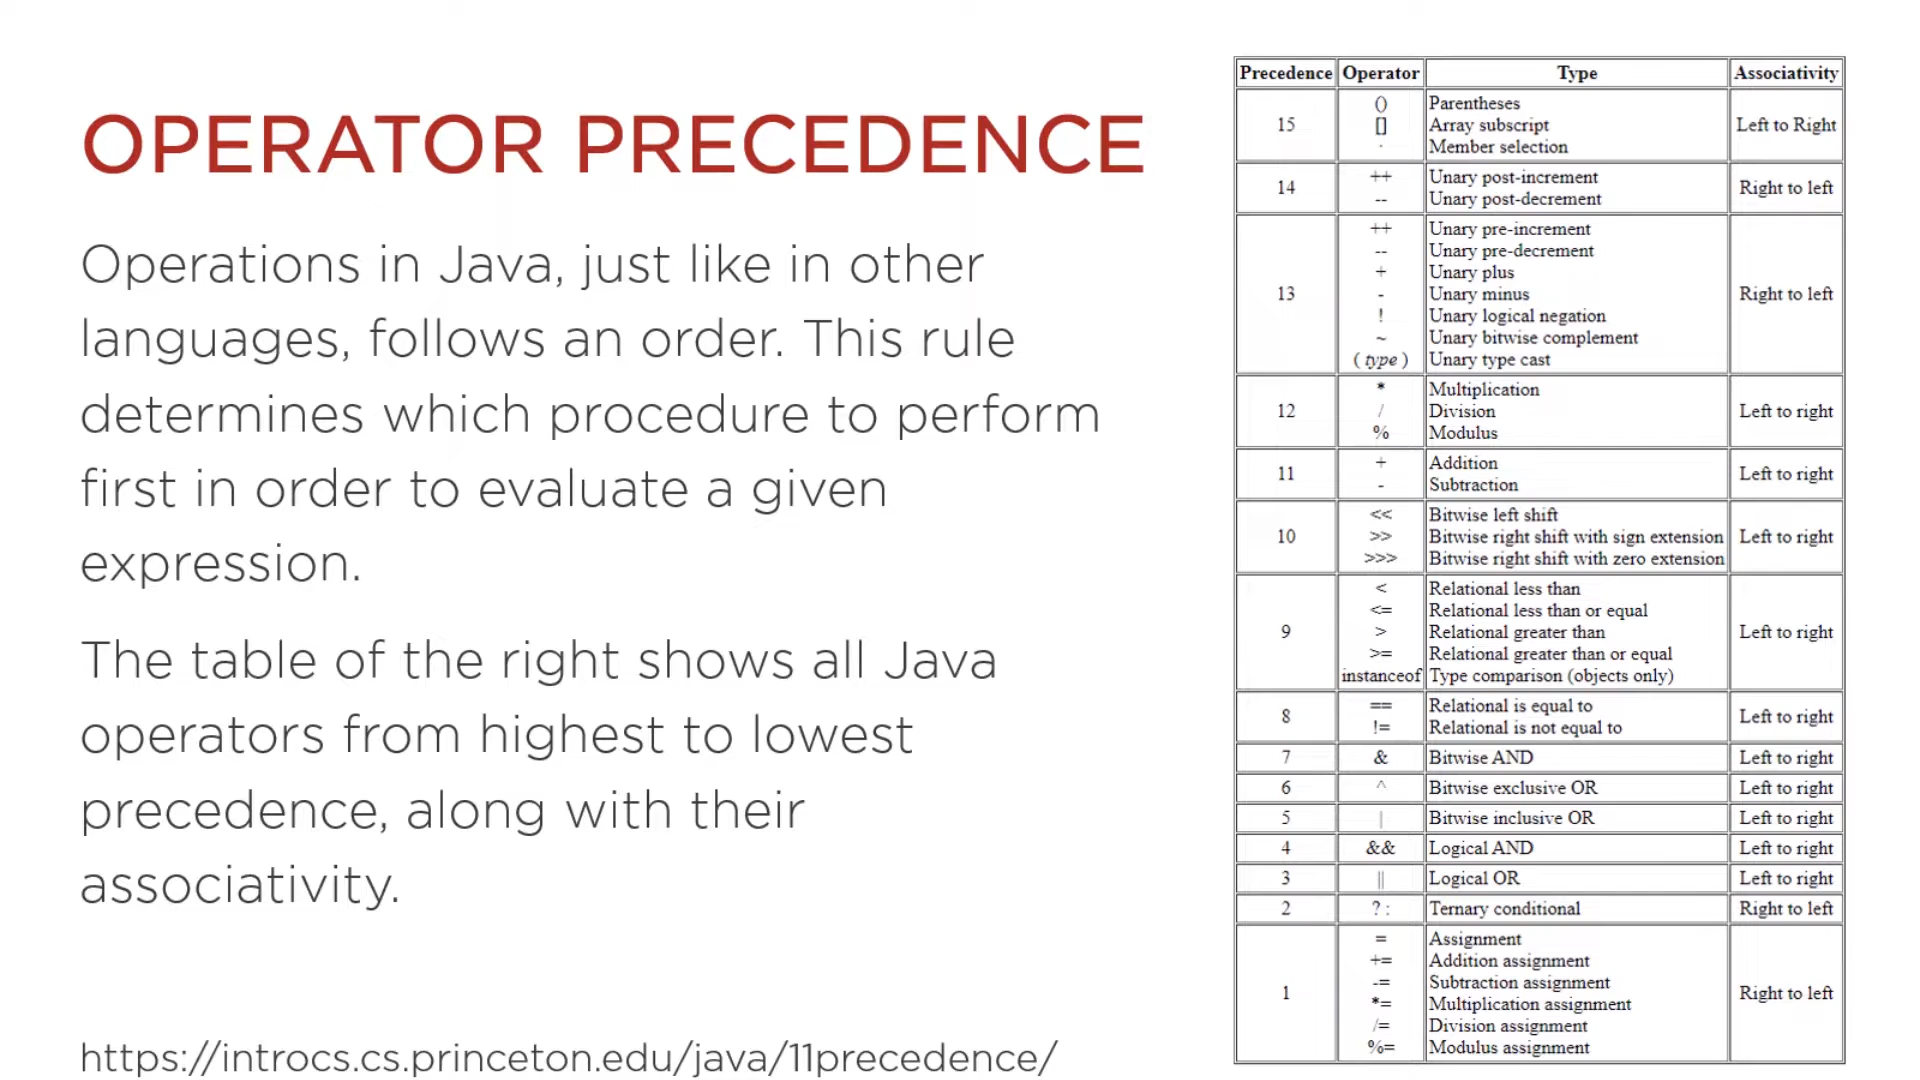 OPERATOR PRECEDENCE
Operations in Java, just like in other
languages, follows an order. This rule
determines which procedure to perform
first in order to evaluate a given
expression.
The table of the right shows all Java
operators from highest to lowest
precedence, along with their
associativity.
https://introcs.cs.princeton.edu/java/11precedence/
Precedence Operator Type Associativity
15 Left to Right
() Parentheses
[] Array subscript
· Member selection
14 Right to left
++ Unary post-increment
-- Unary post-decrement
13 Right to left
++ Unary pre-increment
-- Unary pre-decrement
+ Unary plus
- Unary minus
! Unary logical negation
~ Unary bitwise complement
( type ) Unary type cast
12 Left to right
* Multiplication
/ Division
% Modulus
11 Left to right
+ Addition
- Subtraction
10 Left to right
<< Bitwise left shift
>> Bitwise right shift with sign extension
>>> Bitwise right shift with zero extension
9 Left to right
< Relational less than
<= Relational less than or equal
> Relational greater than
>= Relational greater than or equal
instanceof Type comparison (objects only)
8 Left to right
== Relational is equal to
!= Relational is not equal to
7 & Bitwise AND Left to right
6 ^ Bitwise exclusive OR Left to right
5 | Bitwise inclusive OR Left to right
4 && Logical AND Left to right
3 || Logical OR Left to right
2 ? : Ternary conditional Right to left
1 Right to left
= Assignment
+= Addition assignment
-= Subtraction assignment
*= Multiplication assignment
/= Division assignment
%= Modulus assignment